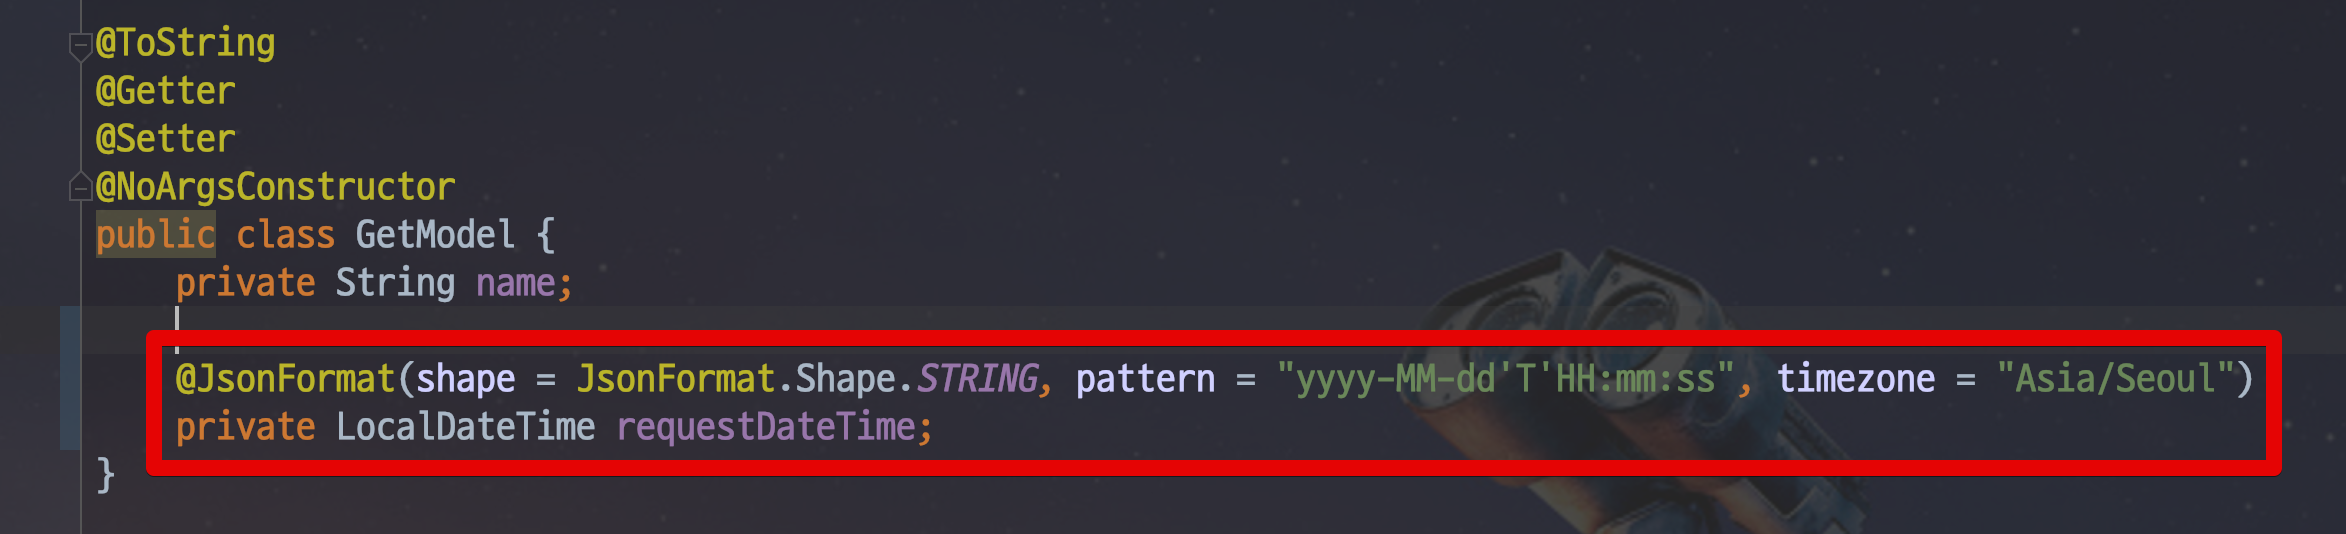 @ToString
@Getter
@Setter
@NoArgsConstructor
public class GetModel {
    private String name;
    @JsonFormat(shape = JsonFormat.Shape.STRING, pattern = "yyyy-MM-dd'T'HH:mm:ss", timezone = "Asia/Seoul")
    private LocalDateTime requestDateTime;
}